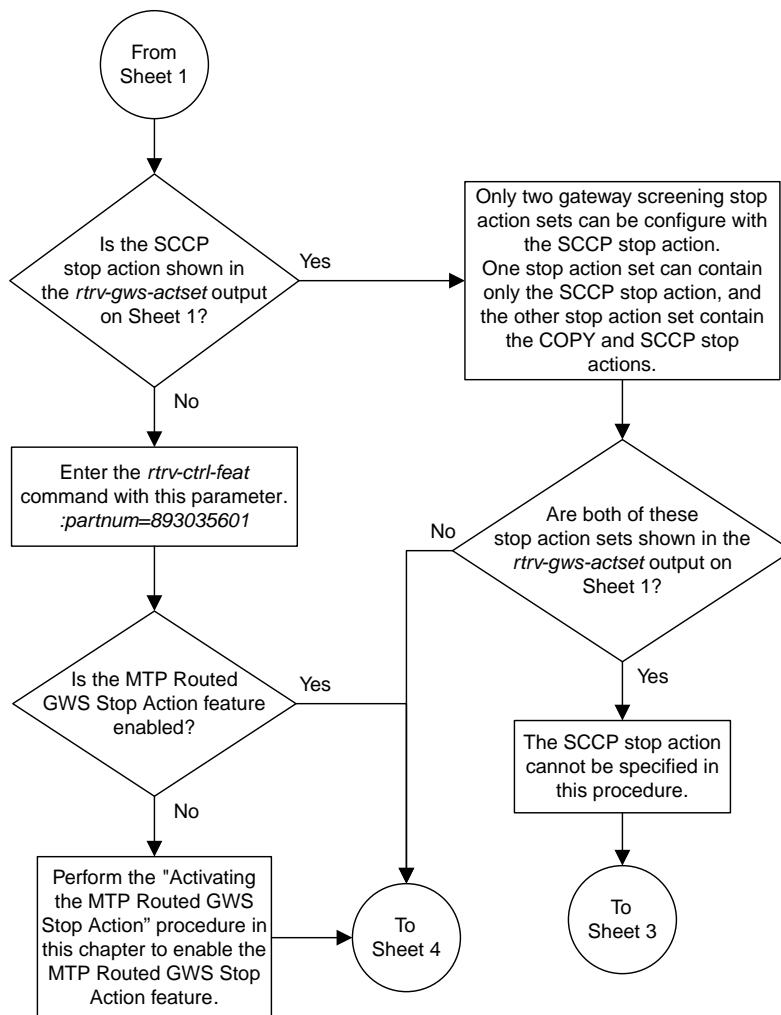 From
Sheet 1
Is the SCCP
stop action shown in
the rtrv-gws-actset output
on Sheet 1?
Yes
Only two gateway screening stop
action sets can be configure with
the SCCP stop action.
One stop action set can contain
only the SCCP stop action, and
the other stop action set contain
the COPY and SCCP stop
actions.
No
Enter the rtrv-ctrl-feat
command with this parameter.
:partnum=893035601
No
Are both of these
stop action sets shown in the
rtrv-gws-actset output on
Sheet 1?
Is the MTP Routed
GWS Stop Action feature
enabled?
Yes
Yes
The SCCP stop action
cannot be specified in
this procedure.
No
Perform the "Activating
the MTP Routed GWS
Stop Action” procedure in
this chapter to enable the
MTP Routed GWS Stop
Action feature.
To
Sheet 4
To
Sheet 3